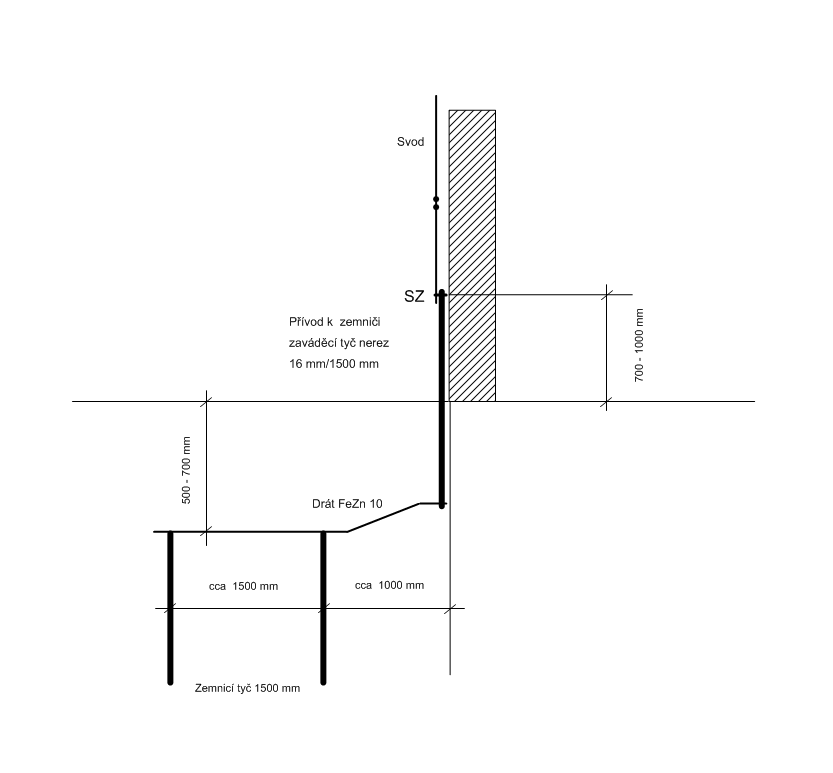 Svod
SZ
Přívod k zemniči
zaváděcí tyč nerez
16 mm/1500 mm
700 - 1000 mm
500 - 700 mm
Drát FeZn 10
cca 1500 mm
cca 1000 mm
Zemnicí tyč 1500 mm